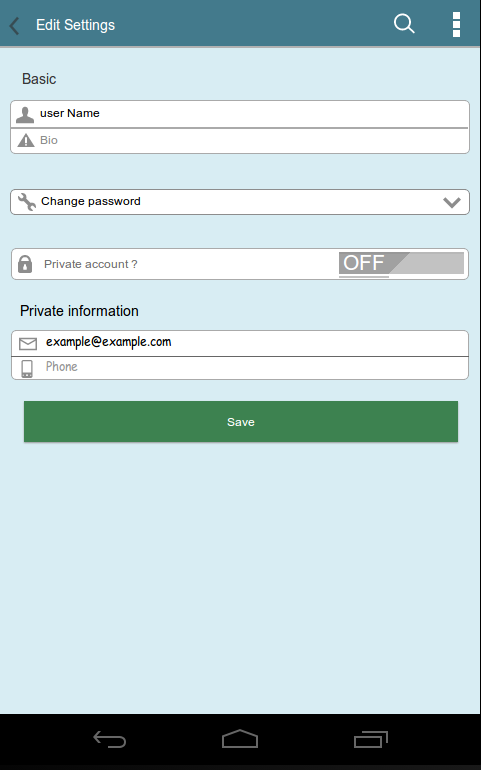 Edit Settings
Basic
user Name
Bio
Change password
Private account ?
OFF
Private information
example@example.com
Phone
Save